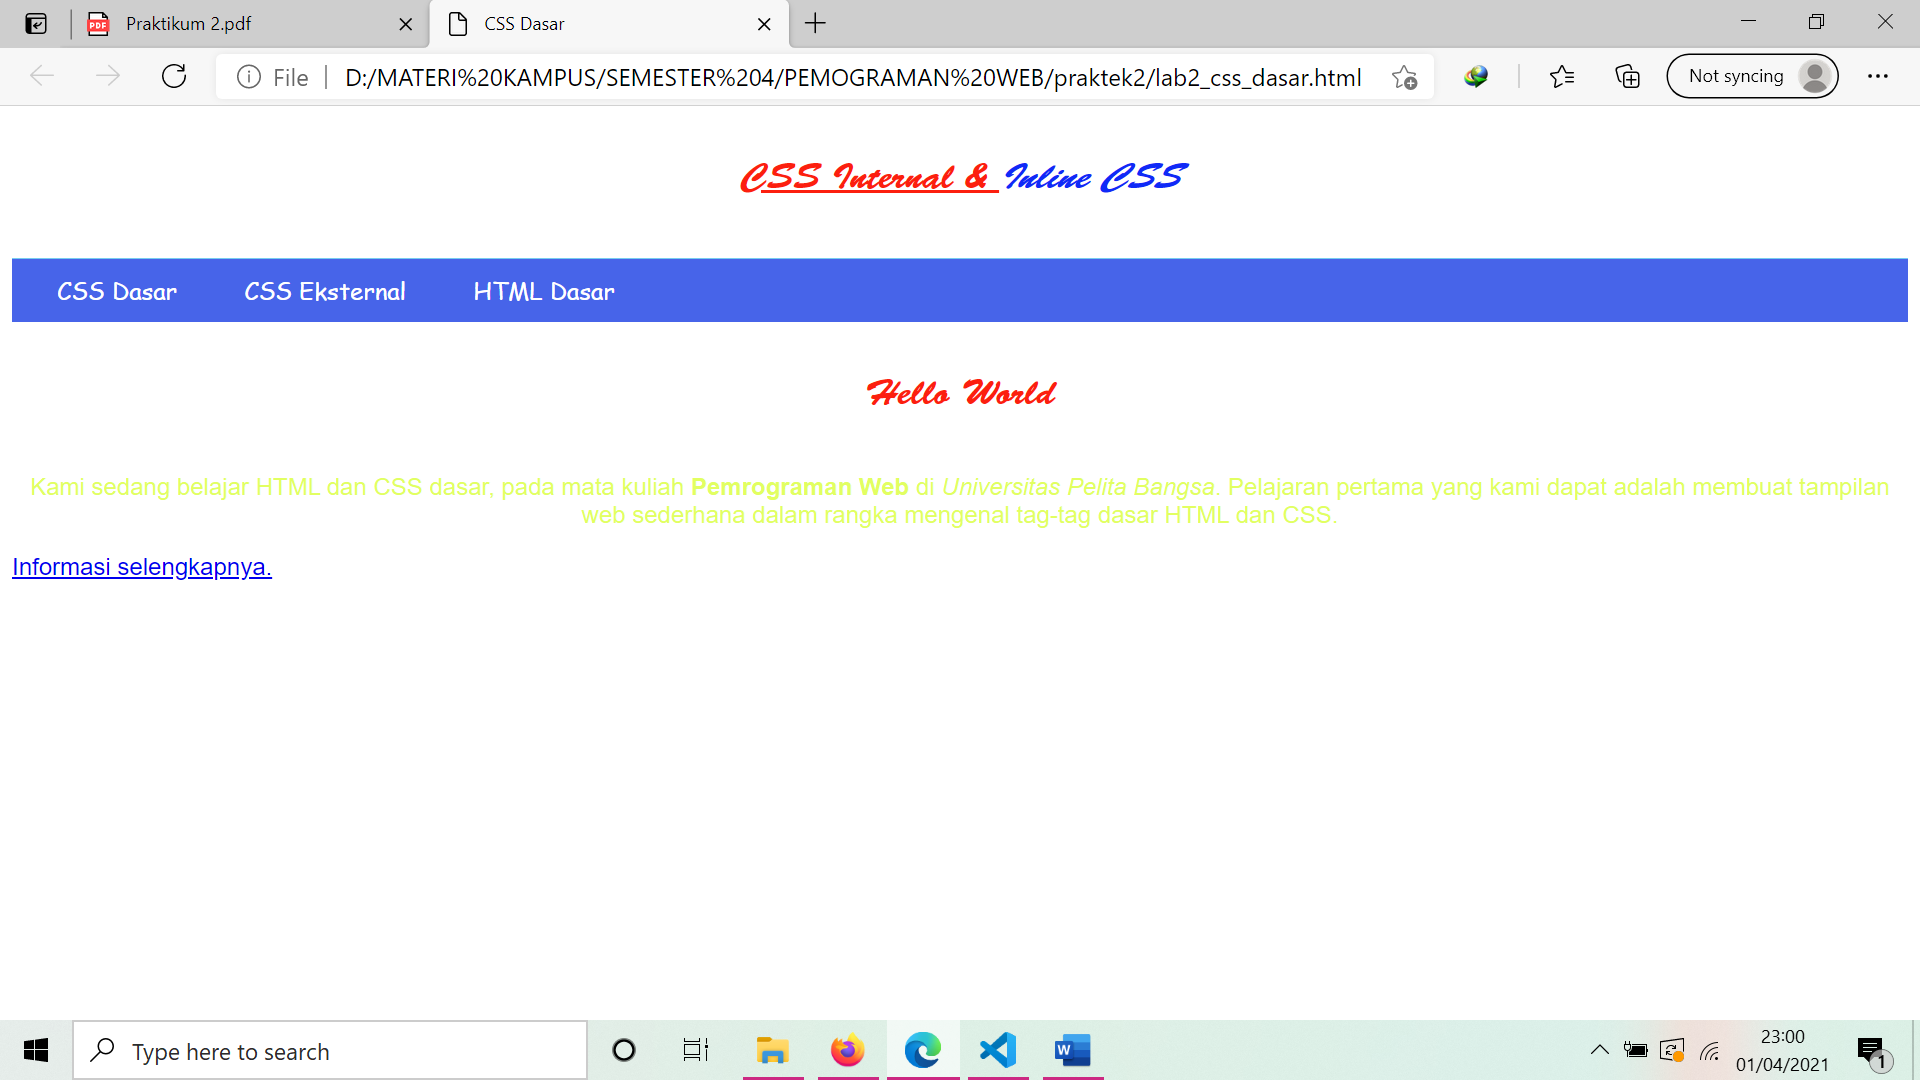 Praktikum 2.pdf
CSS Dasar
File
D:/MATERI%20KAMPUS/SEMESTER%204/PEMOGRAMAN%20WEB/praktek2/lab2_css_dasar.html
Not syncing
CSS Internal & Inline CSS
CSS Dasar CSS Eksternal HTML Dasar
Hello World
Kami sedang belajar HTML dan CSS dasar, pada mata kuliah Pemrograman Web di Universitas Pelita Bangsa. Pelajaran pertama yang kami dapat adalah membuat tampilan
web sederhana dalam rangka mengenal tag-tag dasar HTML dan CSS.
Informasi selengkapnya.
Type here to search
23:00
01/04/2021
1